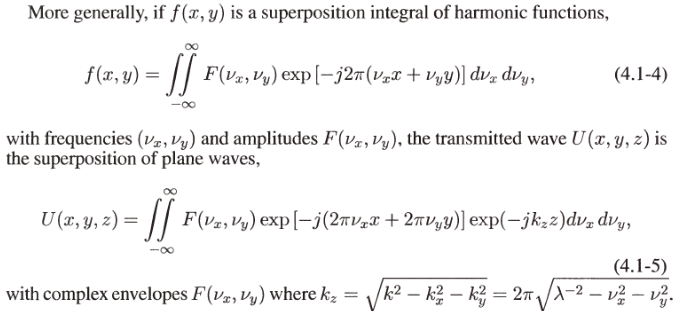 More generally, if f(x, y) is a superposition integral of harmonic functions,
f(x, y) = ∬_{-∞}^{∞} F(ν_x, ν_y) exp [−j2π(ν_x x + ν_y y)] dν_x dν_y, (4.1-4)
with frequencies (ν_x, ν_y) and amplitudes F(ν_x, ν_y), the transmitted wave U(x, y, z) is
the superposition of plane waves,
U(x, y, z) = ∬_{-∞}^{∞} F(ν_x, ν_y) exp [−j(2πν_x x + 2πν_y y)] exp(−jk_z z)dν_x dν_y,
(4.1-5)
with complex envelopes F(ν_x, ν_y) where k_z = √(k² − k_x² − k_y²) = 2π√(λ⁻² − ν_x² − ν_y²).